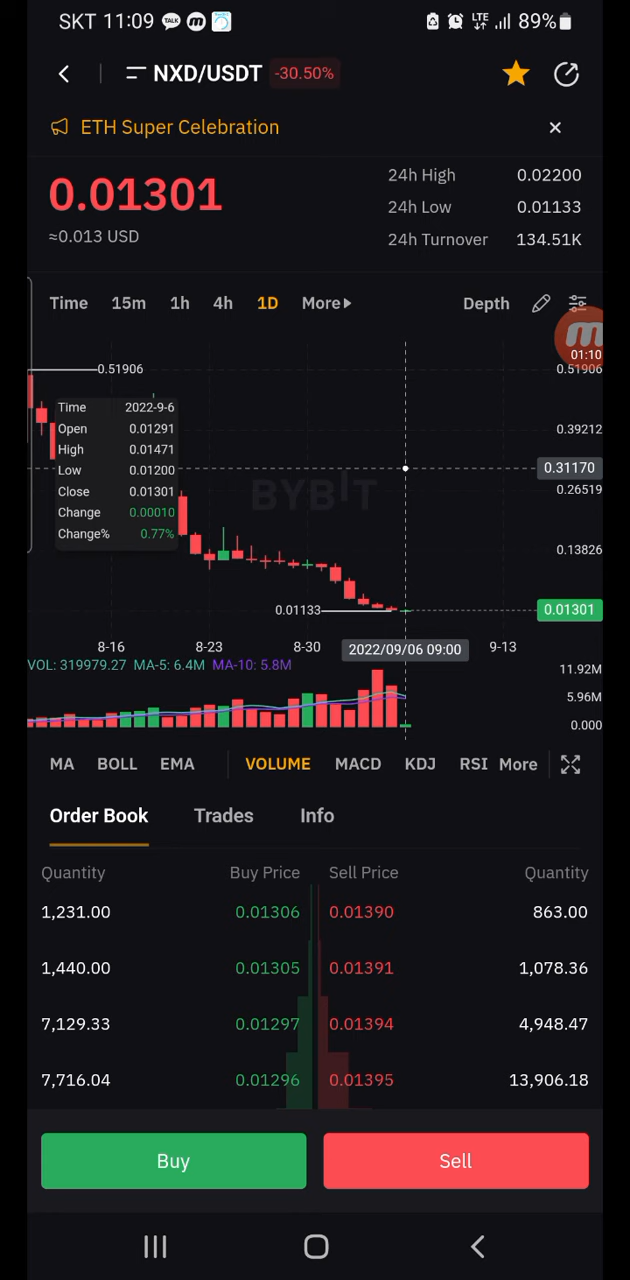 SKT 11:09 TALK m LTE 89%
NXD/USDT -30.50%
ETH Super Celebration ×
0.01301
≈0.013 USD
24h High 0.02200
24h Low 0.01133
24h Turnover 134.51K
Time 15m 1h 4h 1D More Depth
m
01:10
0.51906 0.51906
Time 2022-9-6
Open 0.01291
High 0.01471
Low 0.01200
Close 0.01301
Change 0.00010
Change% 0.77%
0.39212
0.31170
0.26519
BYBIT
0.13826
0.01133 0.01301
8-16 8-23 8-30 2022/09/06 09:00 9-13
VOL: 319979.27 MA-5: 6.4M MA-10: 5.8M
11.92M
5.96M
0.000
MA BOLL EMA VOLUME MACD KDJ RSI More
Order Book Trades Info
Quantity Buy Price Sell Price Quantity
1,231.00 0.01306 0.01390 863.00
1,440.00 0.01305 0.01391 1,078.36
7,129.33 0.01297 0.01394 4,948.47
7,716.04 0.01296 0.01395 13,906.18
Buy Sell